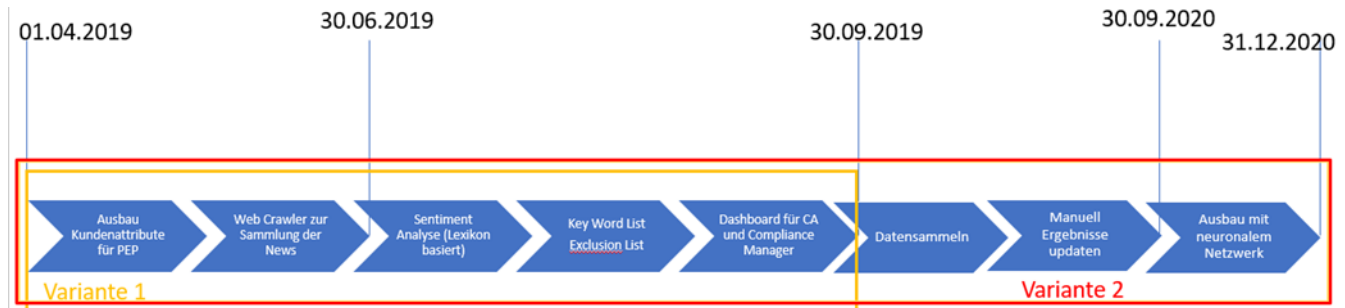 01.04.2019
30.06.2019
30.09.2019
30.09.2020
31.12.2020
Ausbau
Kundenattribute
für PEP
Web Crawler zur
Sammlung der
News
Sentiment
Analyse (Lexikon
basiert)
Key Word List
Exclusion List
Dashboard für CA
und Compliance
Manager
Datensammeln
Manuell
Ergebnisse
updaten
Ausbau mit
neuronalem
Netzwerk
Variante 1
Variante 2